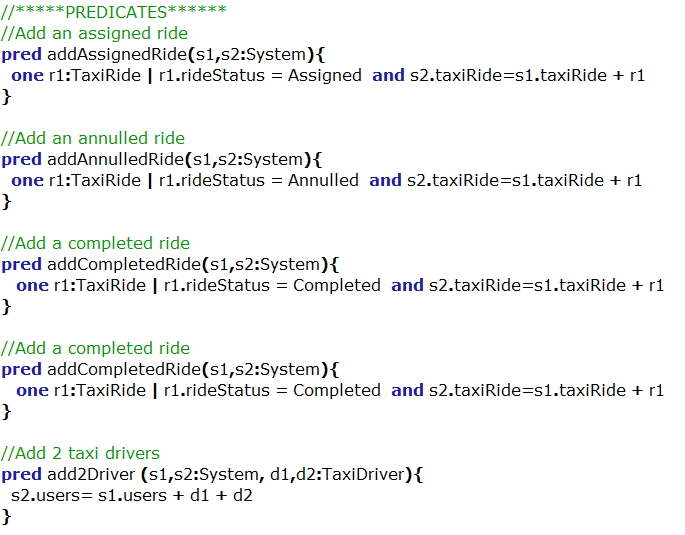 //*****PREDICATES******
//Add an assigned ride
pred addAssignedRide(s1,s2:System){
one r1:TaxiRide | r1.rideStatus = Assigned and s2.taxiRide=s1.taxiRide + r1
}
//Add an annulled ride
pred addAnnulledRide(s1,s2:System){
one r1:TaxiRide | r1.rideStatus = Annulled and s2.taxiRide=s1.taxiRide + r1
}
//Add a completed ride
pred addCompletedRide(s1,s2:System){
one r1:TaxiRide | r1.rideStatus = Completed and s2.taxiRide=s1.taxiRide + r1
}
//Add a completed ride
pred addCompletedRide(s1,s2:System){
one r1:TaxiRide | r1.rideStatus = Completed and s2.taxiRide=s1.taxiRide + r1
}
//Add 2 taxi drivers
pred add2Driver (s1,s2:System, d1,d2:TaxiDriver){
s2.users= s1.users + d1 + d2
}